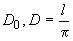 D₀, D = l/π